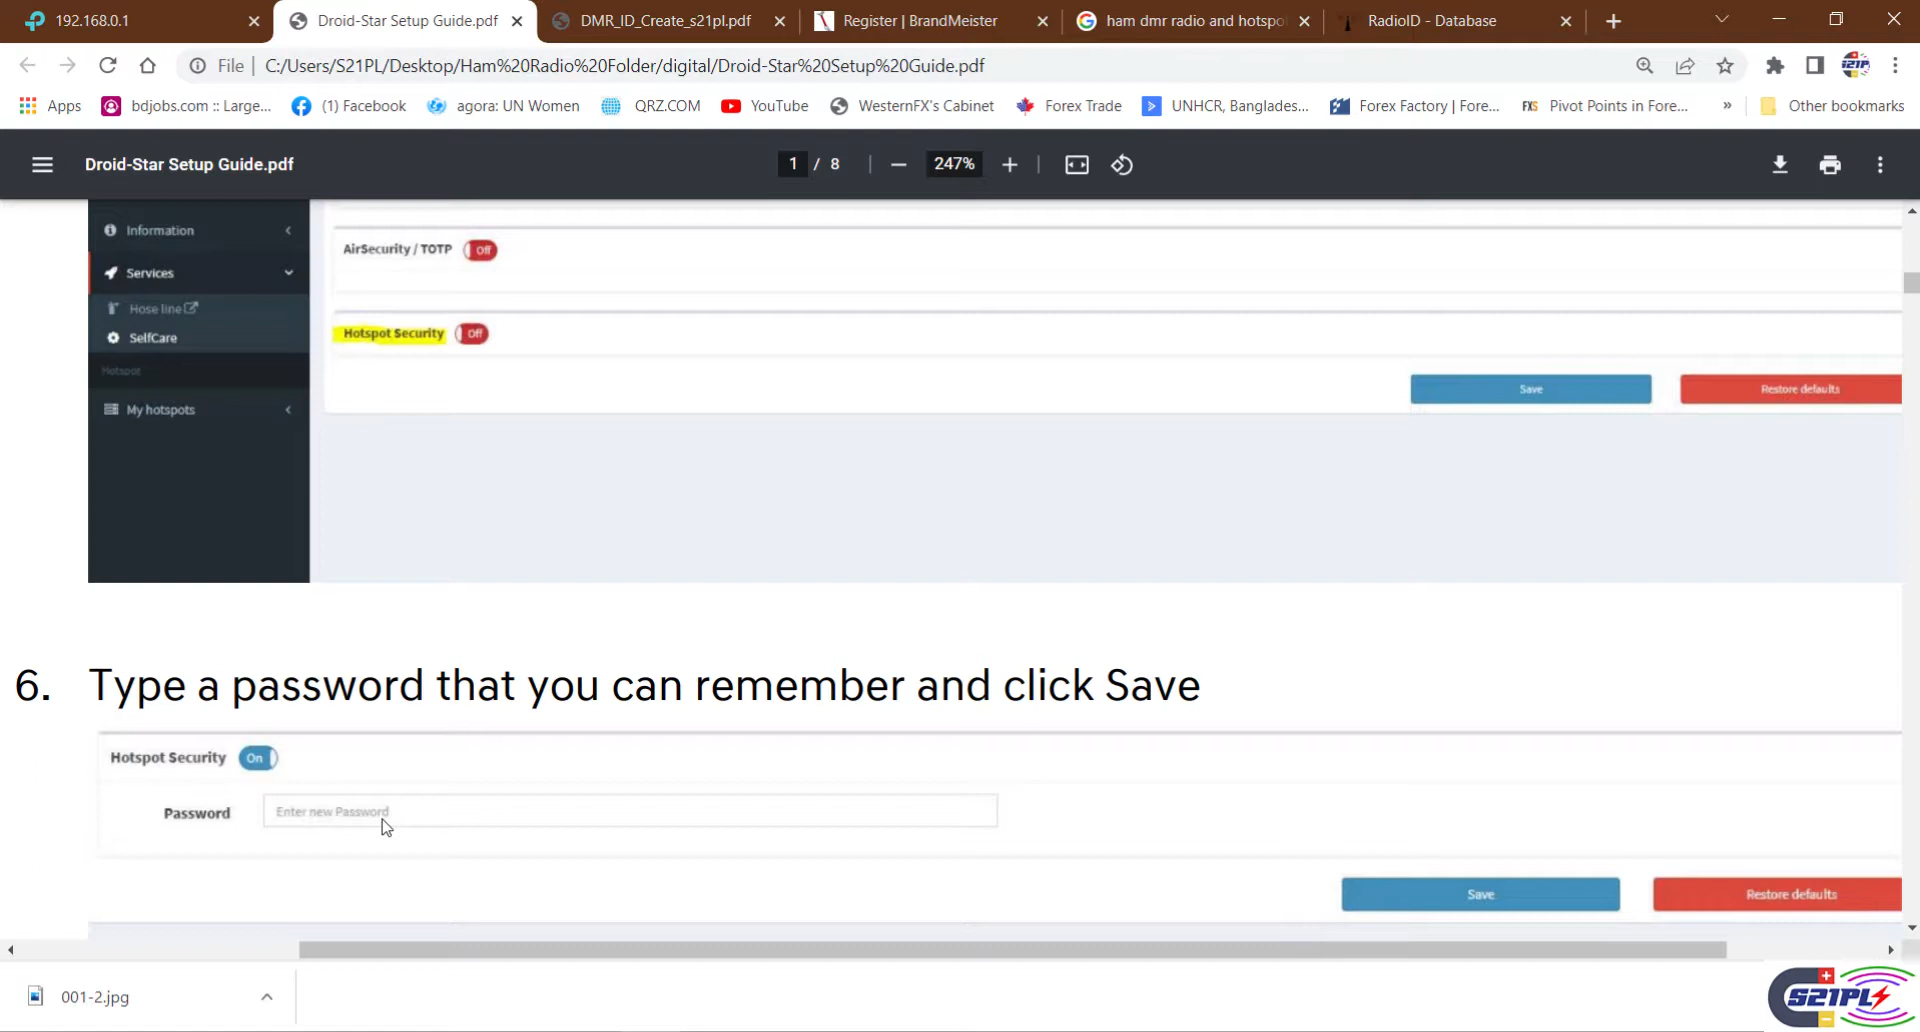 192.168.0.1
Droid-Star Setup Guide.pdf
DMR_ID_Create_s21pl.pdf
Register | BrandMeister
ham dmr radio and hotspo
RadioID - Database
File | C:/Users/S21PL/Desktop/Ham%20Radio%20Folder/digital/Droid-Star%20Setup%20Guide.pdf
Apps
bdjobs.com :: Large...
(1) Facebook
agora: UN Women
QRZ.COM
YouTube
WesternFX's Cabinet
Forex Trade
UNHCR, Banglades...
Forex Factory | Fore...
FXS Pivot Points in Fore...
»
Other bookmarks
Droid-Star Setup Guide.pdf
1 / 8
247%
Information
Services
Hose line
SelfCare
Hotspot
My hotspots
AirSecurity / TOTP Off
Hotspot Security Off
Save
Restore defaults
6. Type a password that you can remember and click Save
Hotspot Security On
Password Enter new Password
Save
Restore defaults
001-2.jpg
S21PL